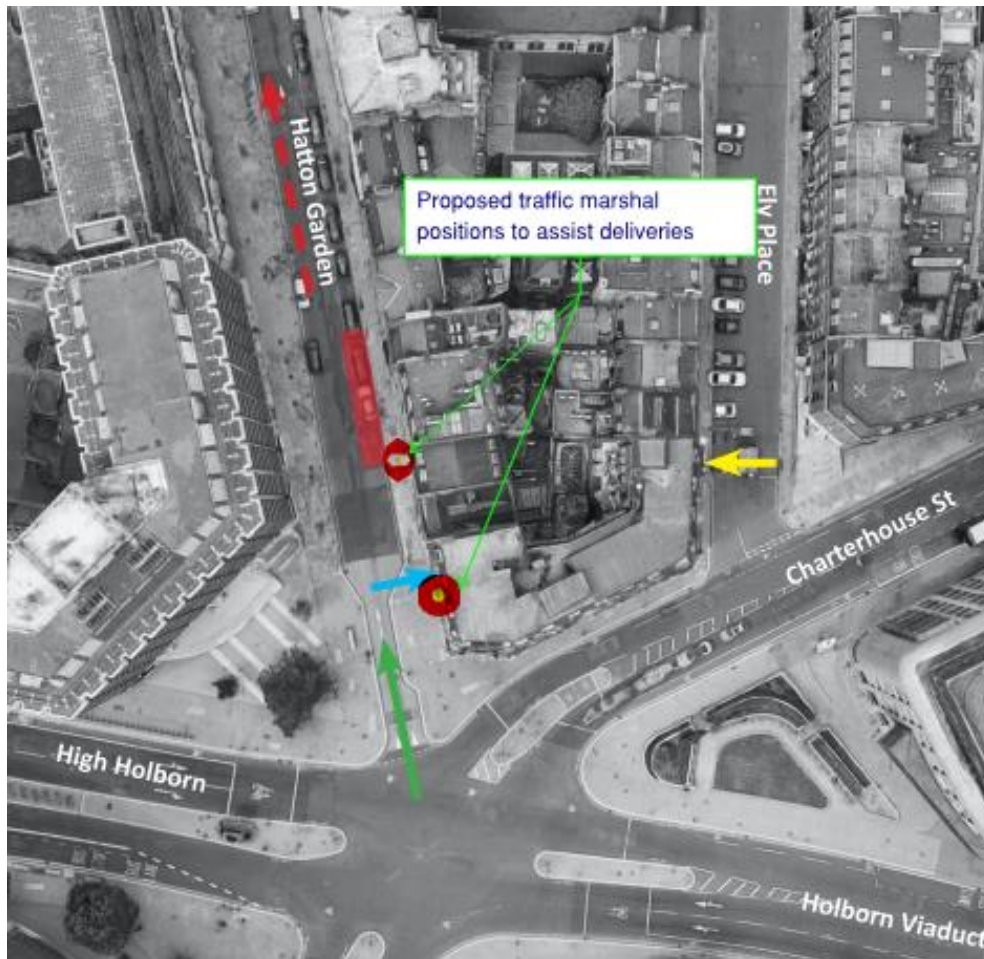 Hatton Garden
Proposed traffic marshal
positions to assist deliveries
Ely Place
Charterhouse St
High Holborn
Holborn Viaduct